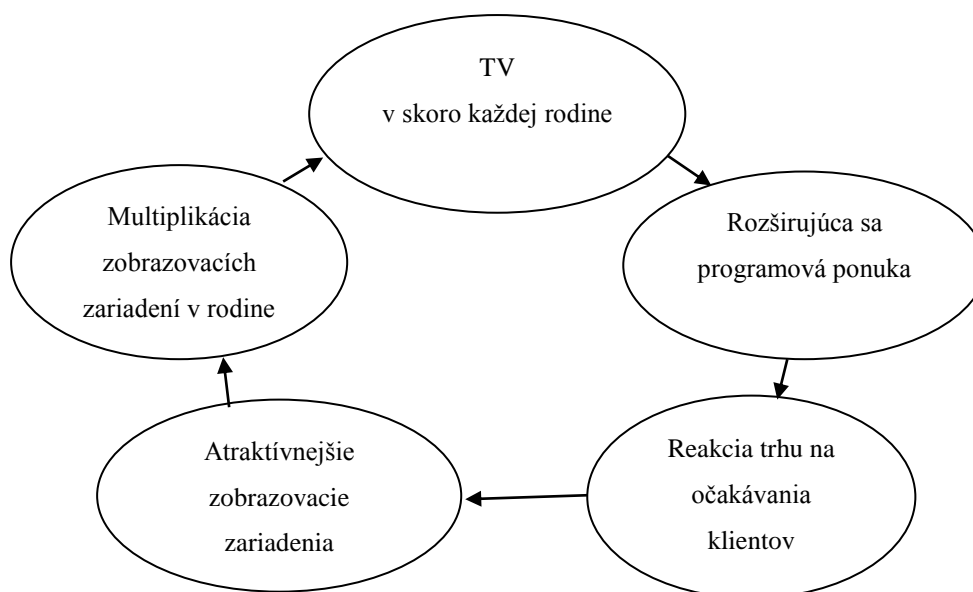 TV
v skoro každej rodine
Rozširujúca sa
programová ponuka
Reakcia trhu na
očakávania
klientov
Atraktívnejšie
zobrazovacie
zariadenia
Multiplikácia
zobrazovacích
zariadení v rodine